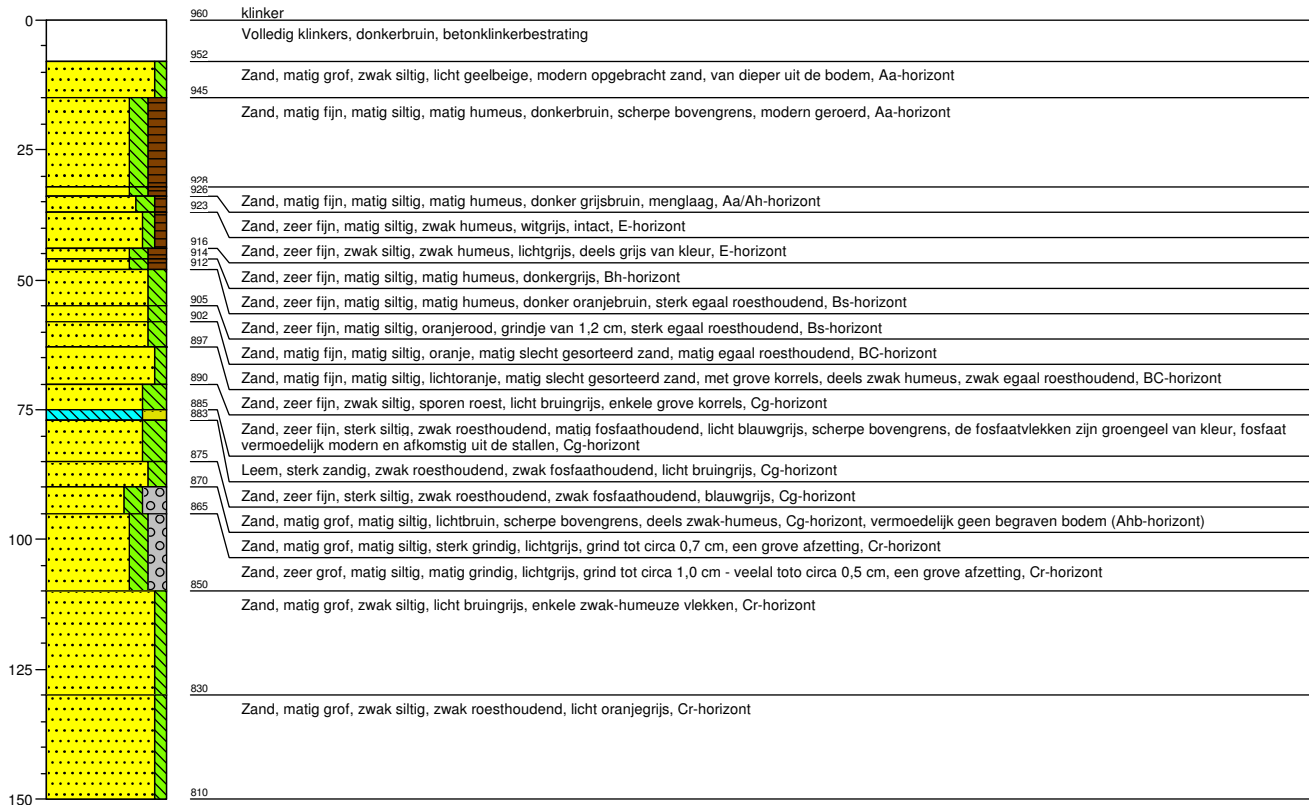 0
960 klinker
Volledig klinkers, donkerbruin, betonklinkerbestrating
952
Zand, matig grof, zwak siltig, licht geelbeige, modern opgebracht zand, van dieper uit de bodem, Aa-horizont
945
Zand, matig fijn, matig siltig, matig humeus, donkerbruin, scherpe bovengrens, modern geroerd, Aa-horizont
25
928
926
Zand, matig fijn, matig siltig, matig humeus, donker grijsbruin, menglaag, Aa/Ah-horizont
923
Zand, zeer fijn, matig siltig, zwak humeus, witgrijs, intact, E-horizont
916
Zand, zeer fijn, zwak siltig, zwak humeus, lichtgrijs, deels grijs van kleur, E-horizont
914
912
Zand, zeer fijn, matig siltig, matig humeus, donkergrijs, Bh-horizont
50
Zand, zeer fijn, matig siltig, matig humeus, donker oranjebruin, sterk egaal roesthoudend, Bs-horizont
905
Zand, zeer fijn, matig siltig, oranjerood, grindje van 1,2 cm, sterk egaal roesthoudend, Bs-horizont
902
897
Zand, matig fijn, matig siltig, oranje, matig slecht gesorteerd zand, matig egaal roesthoudend, BC-horizont
Zand, matig fijn, matig siltig, lichtoranje, matig slecht gesorteerd zand, met grove korrels, deels zwak humeus, zwak egaal roesthoudend, BC-horizont
890
Zand, zeer fijn, zwak siltig, sporen roest, licht bruingrijs, enkele grove korrels, Cg-horizont
75
885
883
Zand, zeer fijn, sterk siltig, zwak roesthoudend, matig fosfaathoudend, licht blauwgrijs, scherpe bovengrens, de fosfaatvlekken zijn groengeel van kleur, fosfaat
vermoedelijk modern en afkomstig uit de stallen, Cg-horizont
875
Leem, sterk zandig, zwak roesthoudend, zwak fosfaathoudend, licht bruingrijs, Cg-horizont
870
Zand, zeer fijn, sterk siltig, zwak roesthoudend, zwak fosfaathoudend, blauwgrijs, Cg-horizont
865
Zand, matig grof, matig siltig, lichtbruin, scherpe bovengrens, deels zwak-humeus, Cg-horizont, vermoedelijk geen begraven bodem (Ahb-horizont)
100
Zand, matig grof, matig siltig, sterk grindig, lichtgrijs, grind tot circa 0,7 cm, een grove afzetting, Cr-horizont
Zand, zeer grof, matig siltig, matig grindig, lichtgrijs, grind tot circa 1,0 cm - veelal toto circa 0,5 cm, een grove afzetting, Cr-horizont
850
Zand, matig grof, zwak siltig, licht bruingrijs, enkele zwak-humeuze vlekken, Cr-horizont
125
830
Zand, matig grof, zwak siltig, zwak roesthoudend, licht oranjegrijs, Cr-horizont
150
810